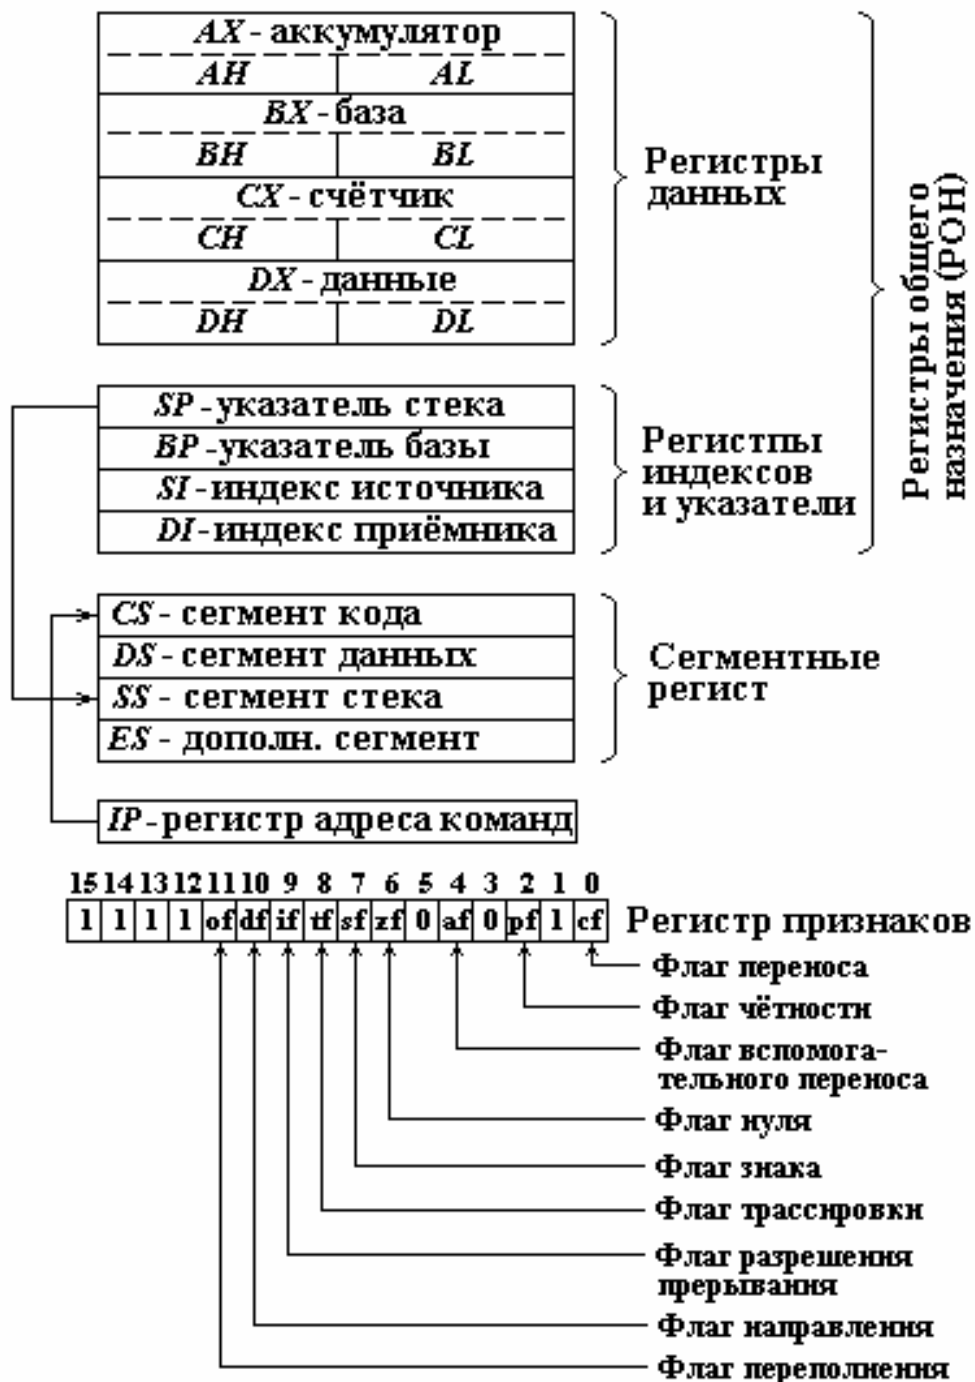 AX - аккумулятор
AH AL
BX - база
BH BL
CX - счётчик
CH CL
DX - данные
DH DL
Регистры
данных
SP - указатель стека
BP - указатель базы
SI - индекс источника
DI - индекс приёмника
Регистпы
индексов
и указатели
Регистры общего
назначения (РОН)
CS - сегмент кода
DS - сегмент данных
SS - сегмент стека
ES - дополн. сегмент
Сегментные
регист
IP - регистр адреса команд
15 14 13 12 11 10 9 8 7 6 5 4 3 2 1 0
1 1 1 1 of df if tf sf zf 0 af 0 pf 1 cf
Регистр признаков
Флаг переноса
Флаг чётности
Флаг вспомога-
тельного переноса
Флаг нуля
Флаг знака
Флаг трассировки
Флаг разрешения
прерывания
Флаг направления
Флаг переполнения